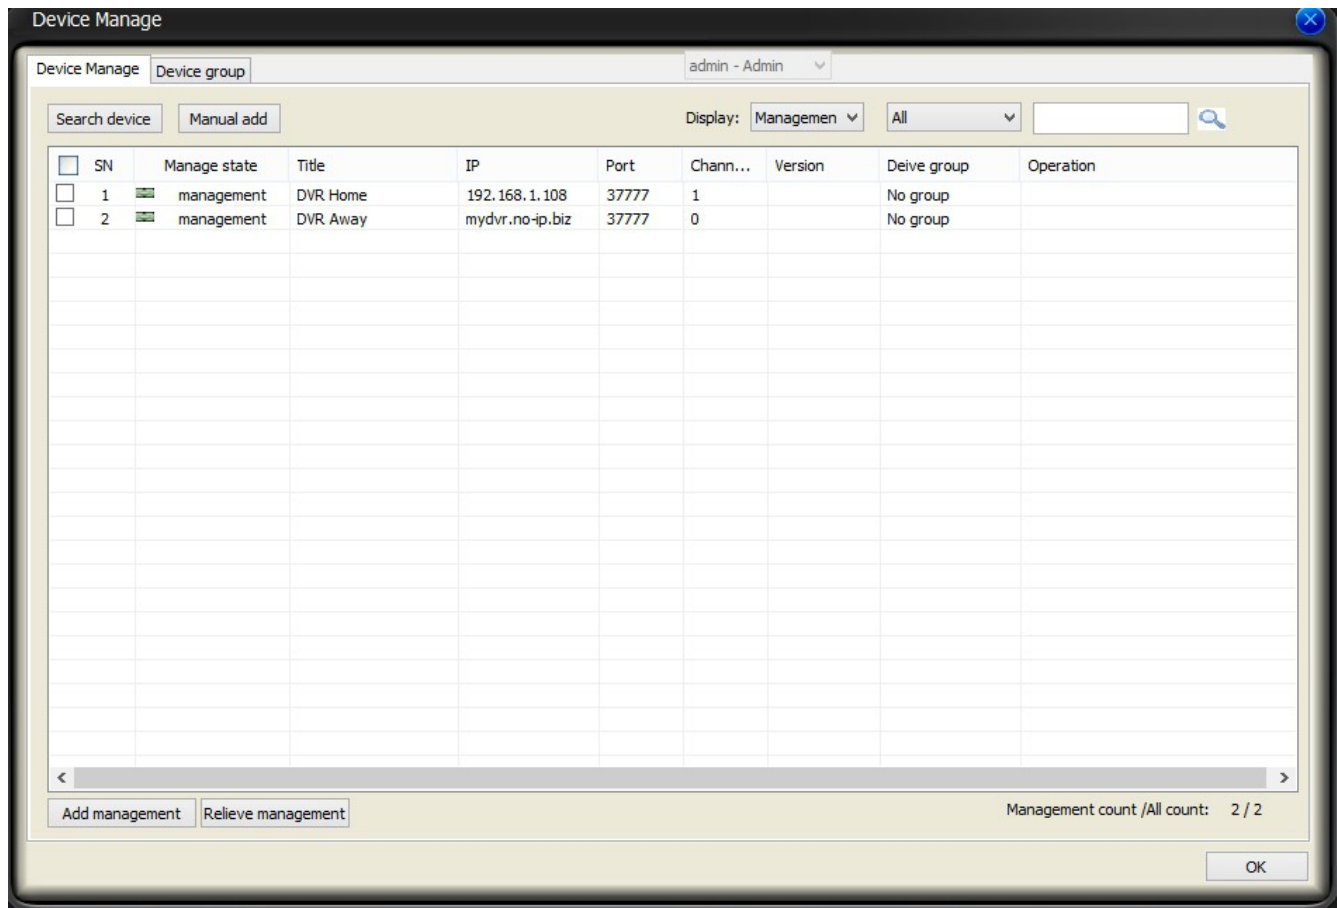 Device Manage
Device Manage Device group admin - Admin
Search device Manual add Display: Managemen All
SN Manage state Title IP Port Chann... Version Deive group Operation
1 management DVR Home 192.168.1.108 37777 1 No group
2 management DVR Away mydvr.no-ip.biz 37777 0 No group
Add management Relieve management Management count /All count: 2 / 2
OK